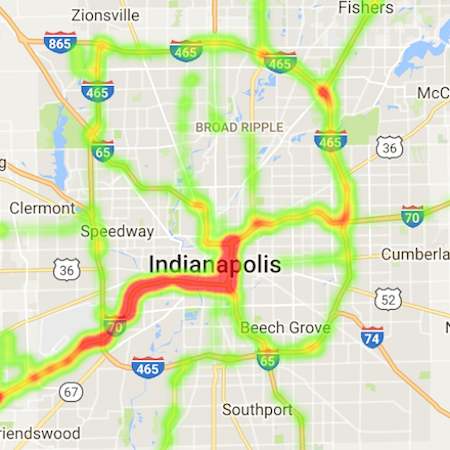 Zionsville
Fishers
865
465
465
465
McC
BROAD RIPPLE
465
36
65
g
Clermont
70
Speedway
Indianapolis
Cumberla
36
52
70
Beech Grove
N
74
465
65
67
Southport
riendswood